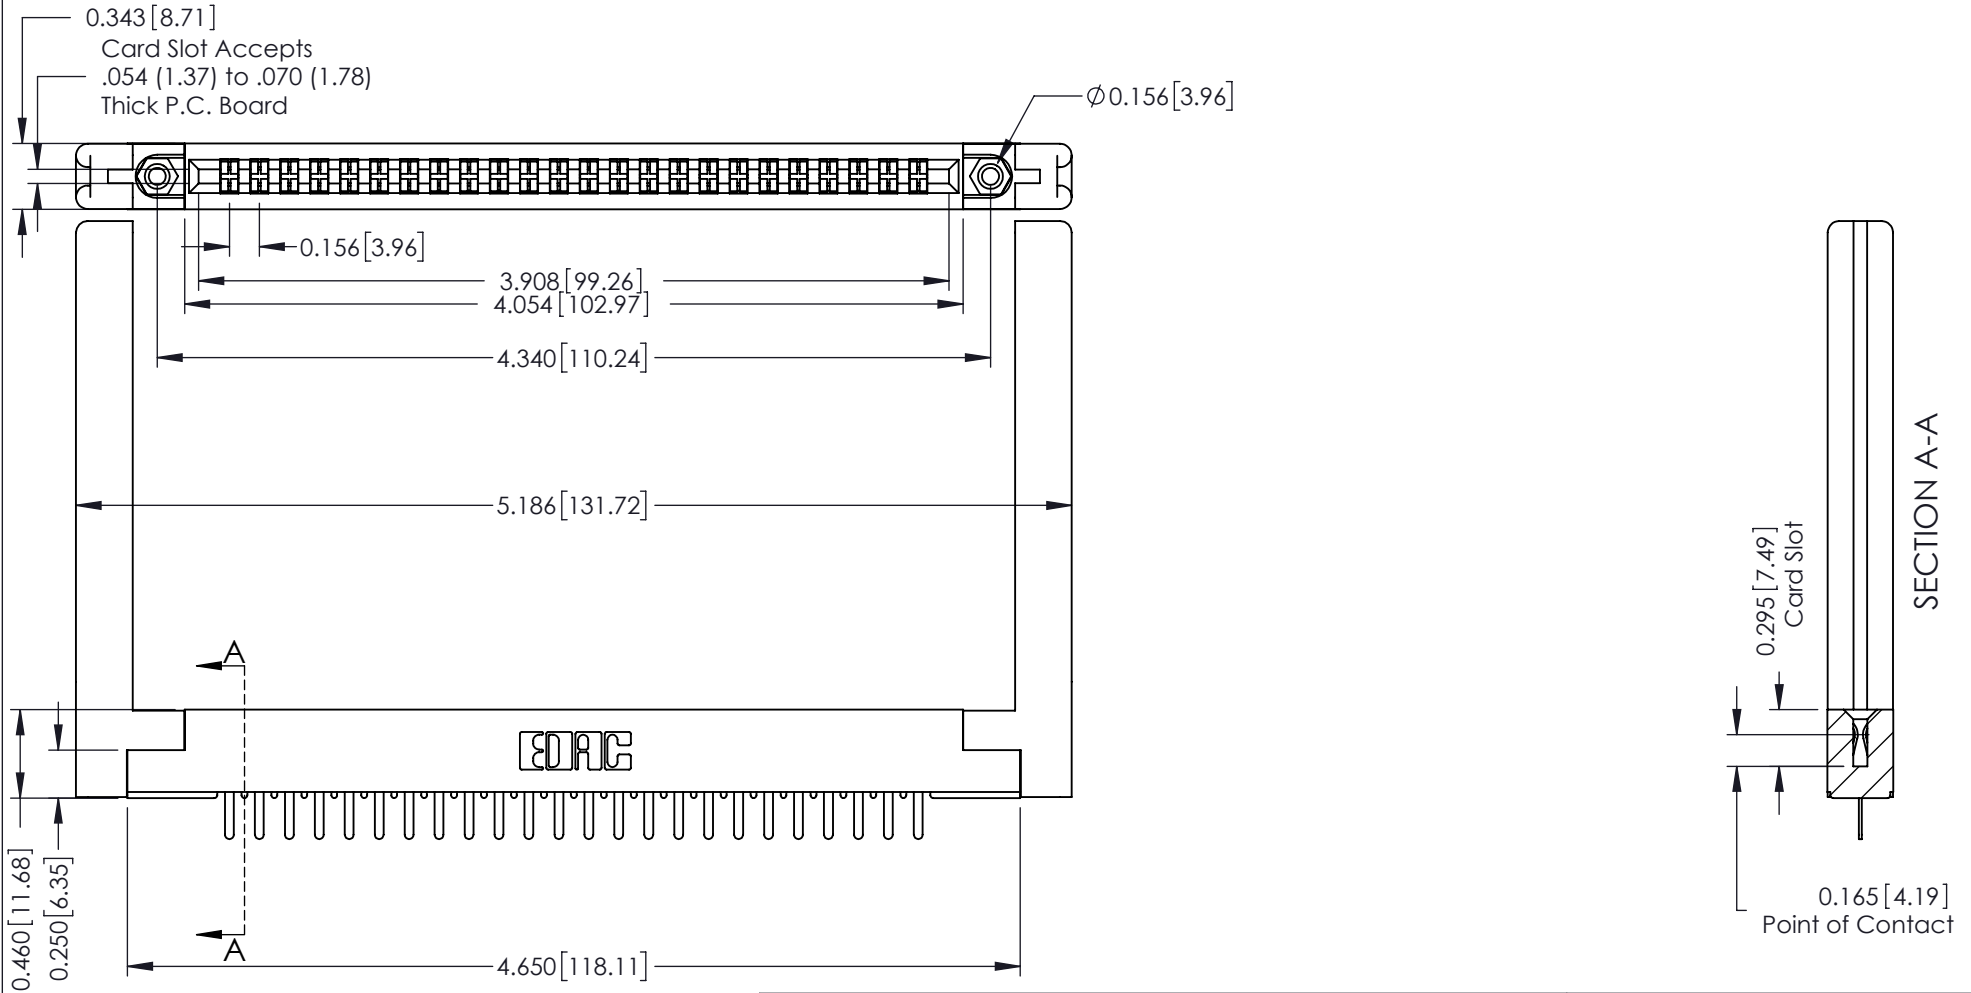 0.343[8.71]
Card Slot Accepts
.054 (1.37) to .070 (1.78)
Thick P.C. Board
Ø0.156[3.96]
0.156[3.96]
3.908[99.26]
4.054[102.97]
4.340[110.24]
5.186[131.72]
A
EDAC
A
0.460[11.68]
0.250[6.35]
4.650[118.11]
SECTION A-A
0.295[7.49]
Card Slot
0.165[4.19]
Point of Contact